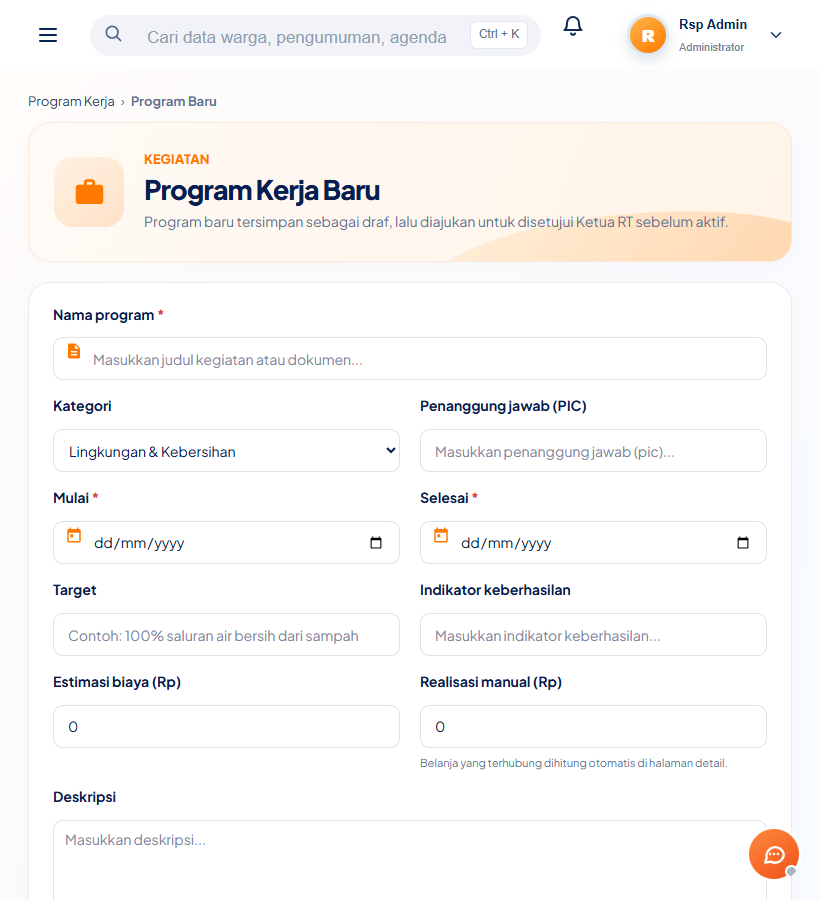 Cari data warga, pengumuman, agenda
Ctrl + K
R
Rsp Admin
Administrator
Program Kerja › Program Baru
KEGIATAN
Program Kerja Baru
Program baru tersimpan sebagai draf, lalu diajukan untuk disetujui Ketua RT sebelum aktif.
Nama program *
Masukkan judul kegiatan atau dokumen...
Kategori
Penanggung jawab (PIC)
Lingkungan & Kebersihan
Masukkan penanggung jawab (pic)...
Mulai *
Selesai *
dd/mm/yyyy
dd/mm/yyyy
Target
Indikator keberhasilan
Contoh: 100% saluran air bersih dari sampah
Masukkan indikator keberhasilan...
Estimasi biaya (Rp)
Realisasi manual (Rp)
0
0
Belanja yang terhubung dihitung otomatis di halaman detail.
Deskripsi
Masukkan deskripsi...